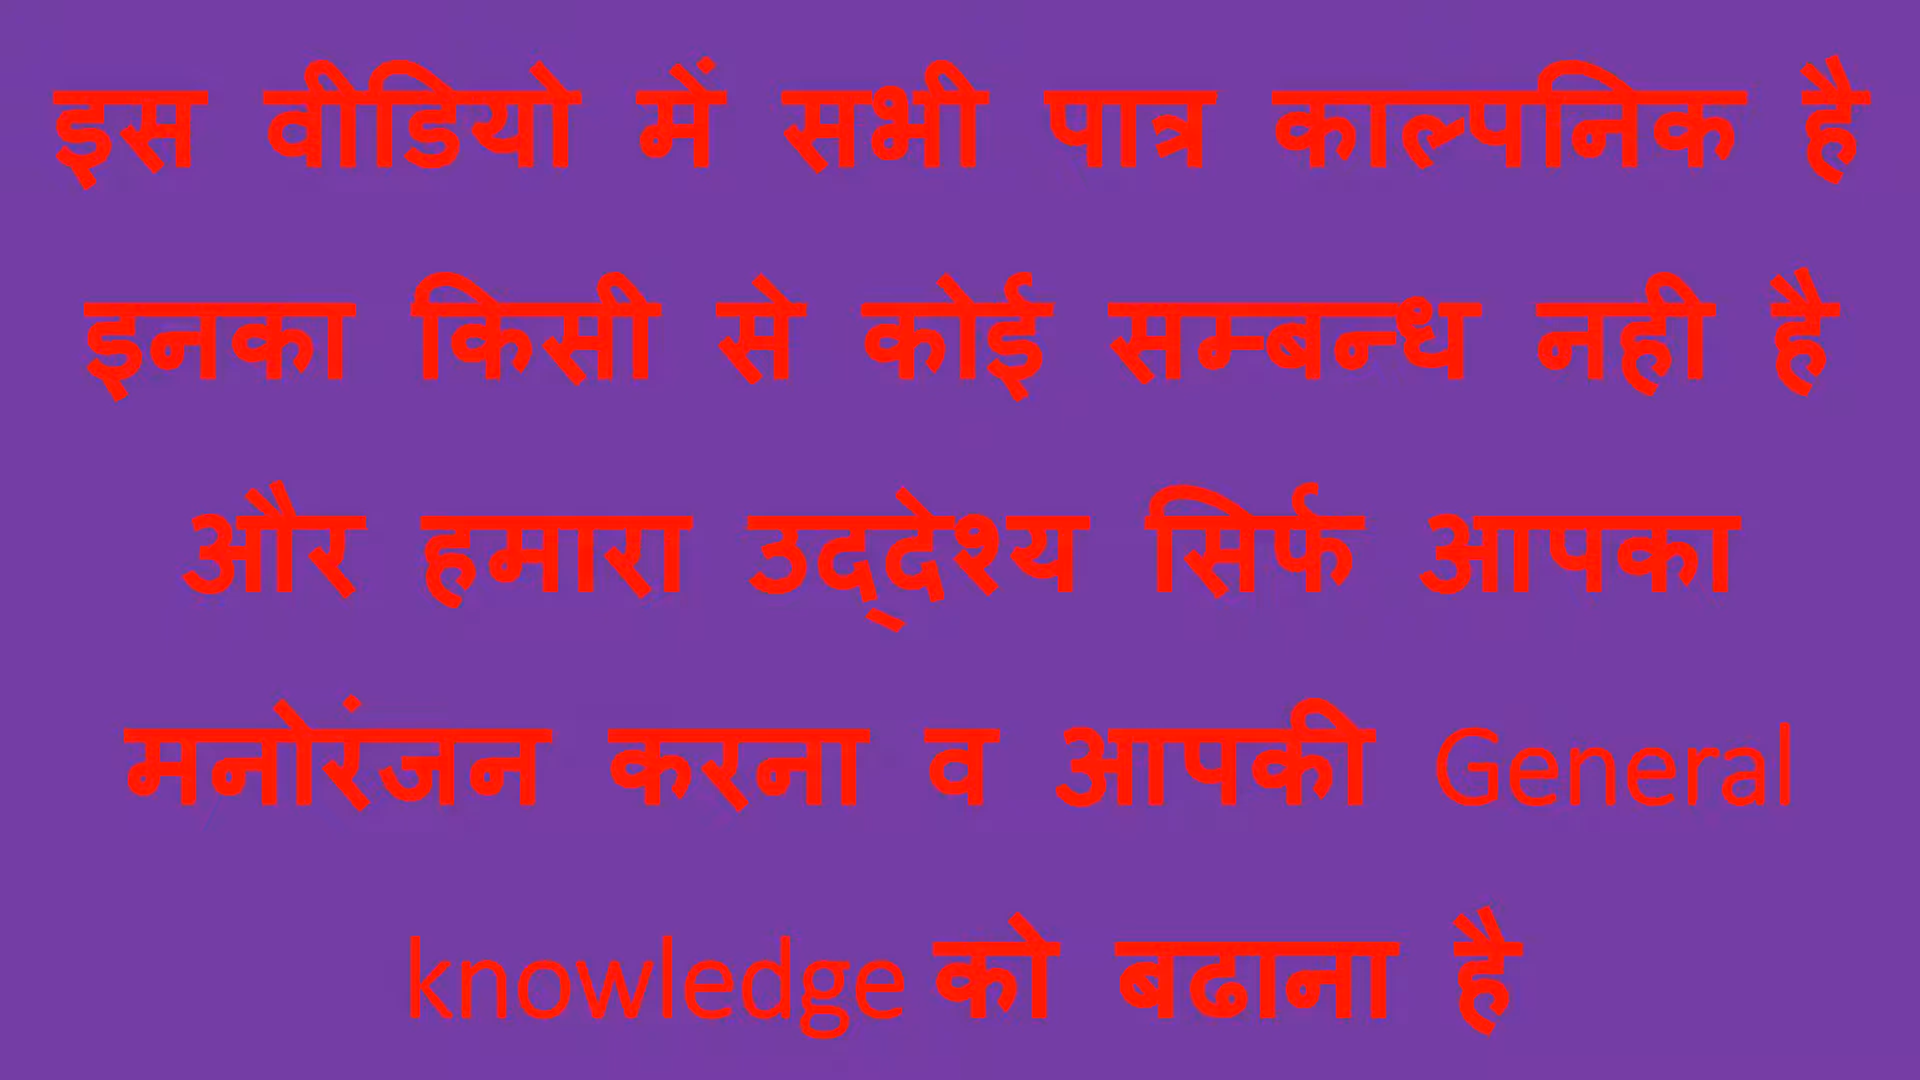 इस वीडियो में सभी पात्र काल्पनिक है
इनका किसी से कोई सम्बन्ध नही है
और हमारा उद्‌देश्य सिर्फ आपका
मनोरंजन करना व आपकी General
knowledge को बढाना है